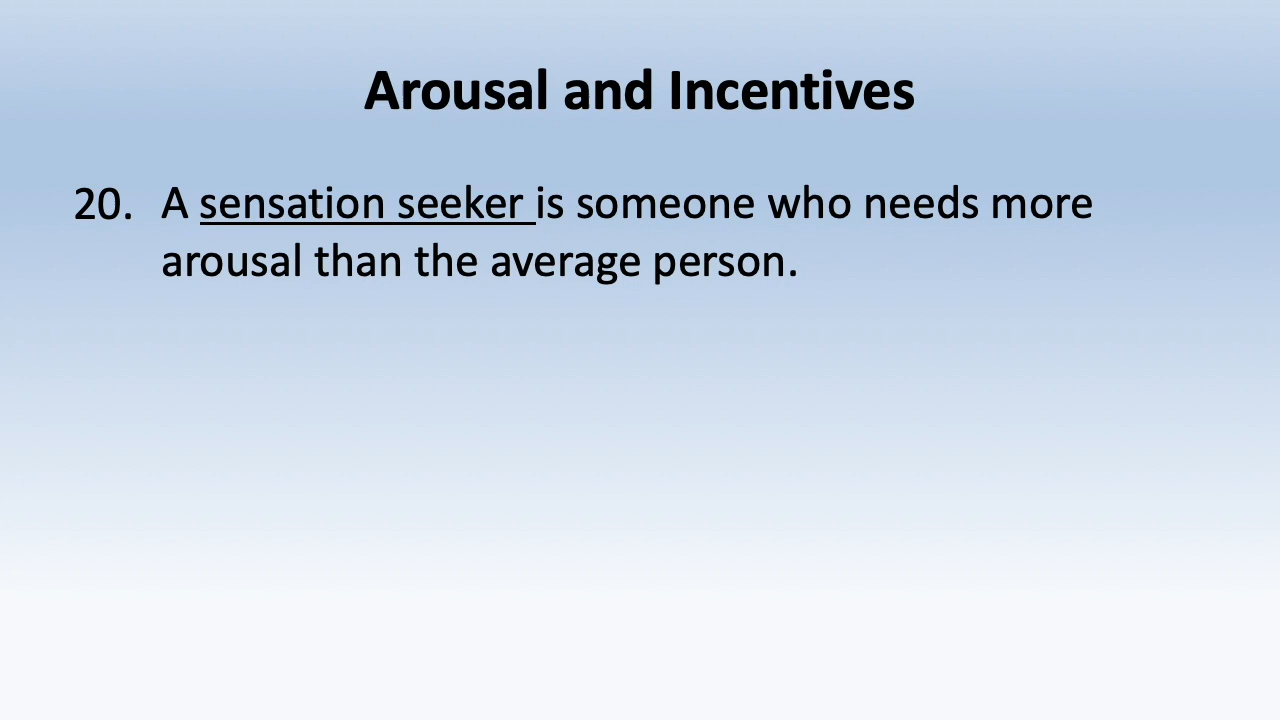 Arousal and Incentives
20. A sensation seeker is someone who needs more
arousal than the average person.